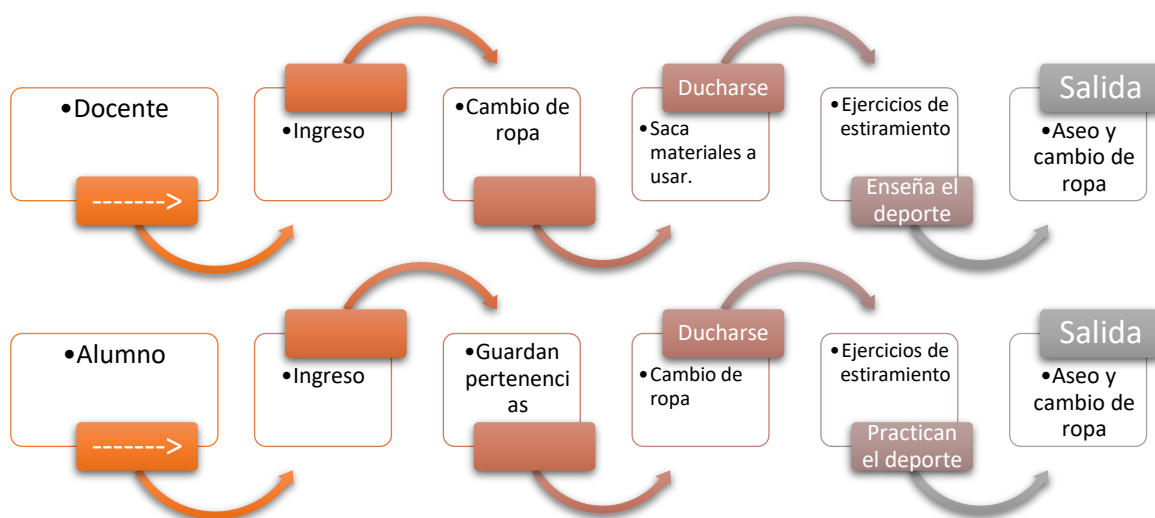 •Docente
------->
•Ingreso
•Cambio de
ropa
Ducharse
•Saca
materiales a
usar.
•Ejercicios de
estiramiento
Enseña el
deporte
Salida
•Aseo y
cambio de
ropa
•Alumno
------->
•Ingreso
•Guardan
pertenenci
as
Ducharse
•Cambio de
ropa
•Ejercicios de
estiramiento
Practican
el deporte
Salida
•Aseo y
cambio de
ropa